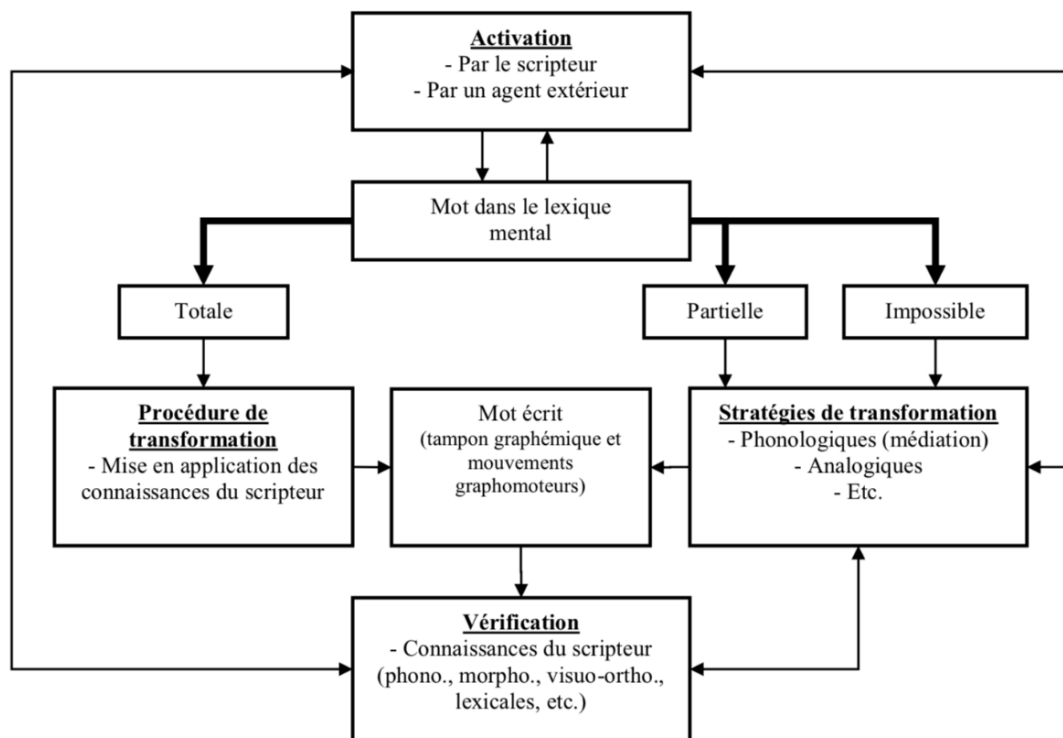 Activation
- Par le scripteur
- Par un agent extérieur
Mot dans le lexique
mental
Totale
Partielle
Impossible
Procédure de
transformation
- Mise en application des
connaissances du scripteur
Mot écrit
(tampon graphémique et
mouvements
graphomoteurs)
Stratégies de transformation
- Phonologiques (médiation)
- Analogiques
- Etc.
Vérification
- Connaissances du scripteur
(phono., morpho., visuo-ortho.,
lexicales, etc.)